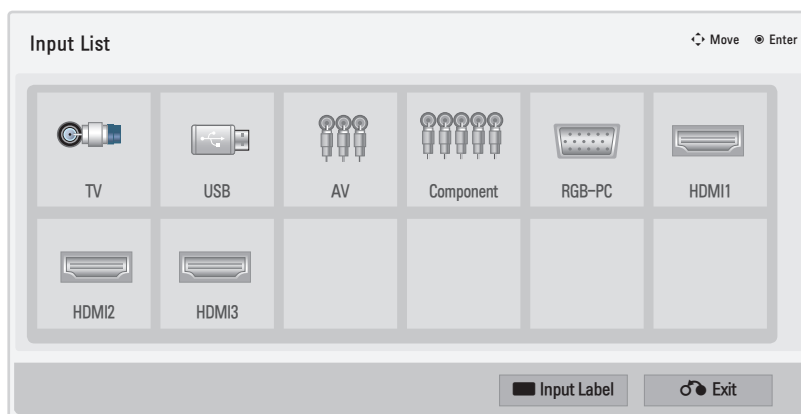 Input List
Move Enter
TV USB AV Component RGB-PC HDMI1
HDMI2 HDMI3
Input Label Exit